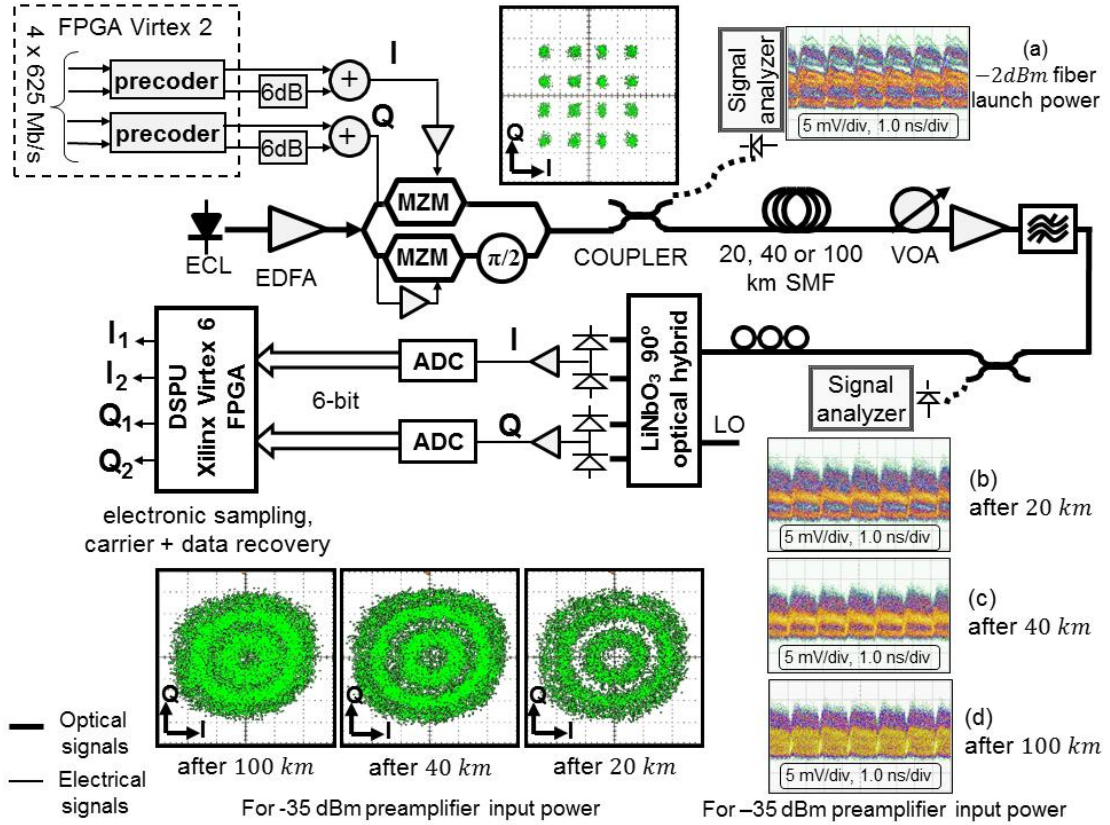 FPGA Virtex 2
4 x 625 Mb/s
precoder
6dB
+
I
precoder
6dB
+
Q
Q
I
Signal
analyzer
5 mV/div, 1.0 ns/div
(a)
−2dBm fiber
launch power
ECL
EDFA
MZM
MZM
π/2
COUPLER
20, 40 or 100
km SMF
VOA
I1
I2
Q1
Q2
DSPU
Xilinx Virtex 6
FPGA
6-bit
ADC
I
ADC
Q
LiNbO3 90º
optical hybrid
LO
Signal
analyzer
electronic sampling,
carrier + data recovery
5 mV/div, 1.0 ns/div
(b)
after 20 km
5 mV/div, 1.0 ns/div
(c)
after 40 km
5 mV/div, 1.0 ns/div
(d)
after 100 km
Q
I
Q
I
Q
I
after 100 km
after 40 km
after 20 km
Optical
signals
Electrical
signals
For -35 dBm preamplifier input power
For –35 dBm preamplifier input power